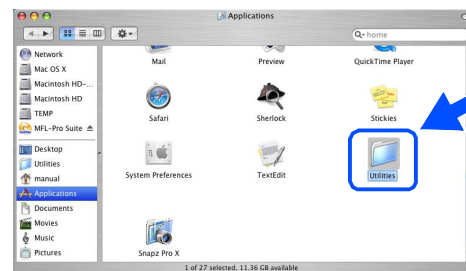 Applications
home
Network
Mac OS X
Macintosh HD-...
Macintosh HD
TEMP
MFL-Pro Suite
Desktop
Utilities
manual
Applications
Documents
Movies
Music
Pictures
Mail
Preview
QuickTime Player
Safari
Sherlock
Stickies
System Preferences
TextEdit
Utilities
Snapz Pro X
1 of 27 selected, 11.36 GB available